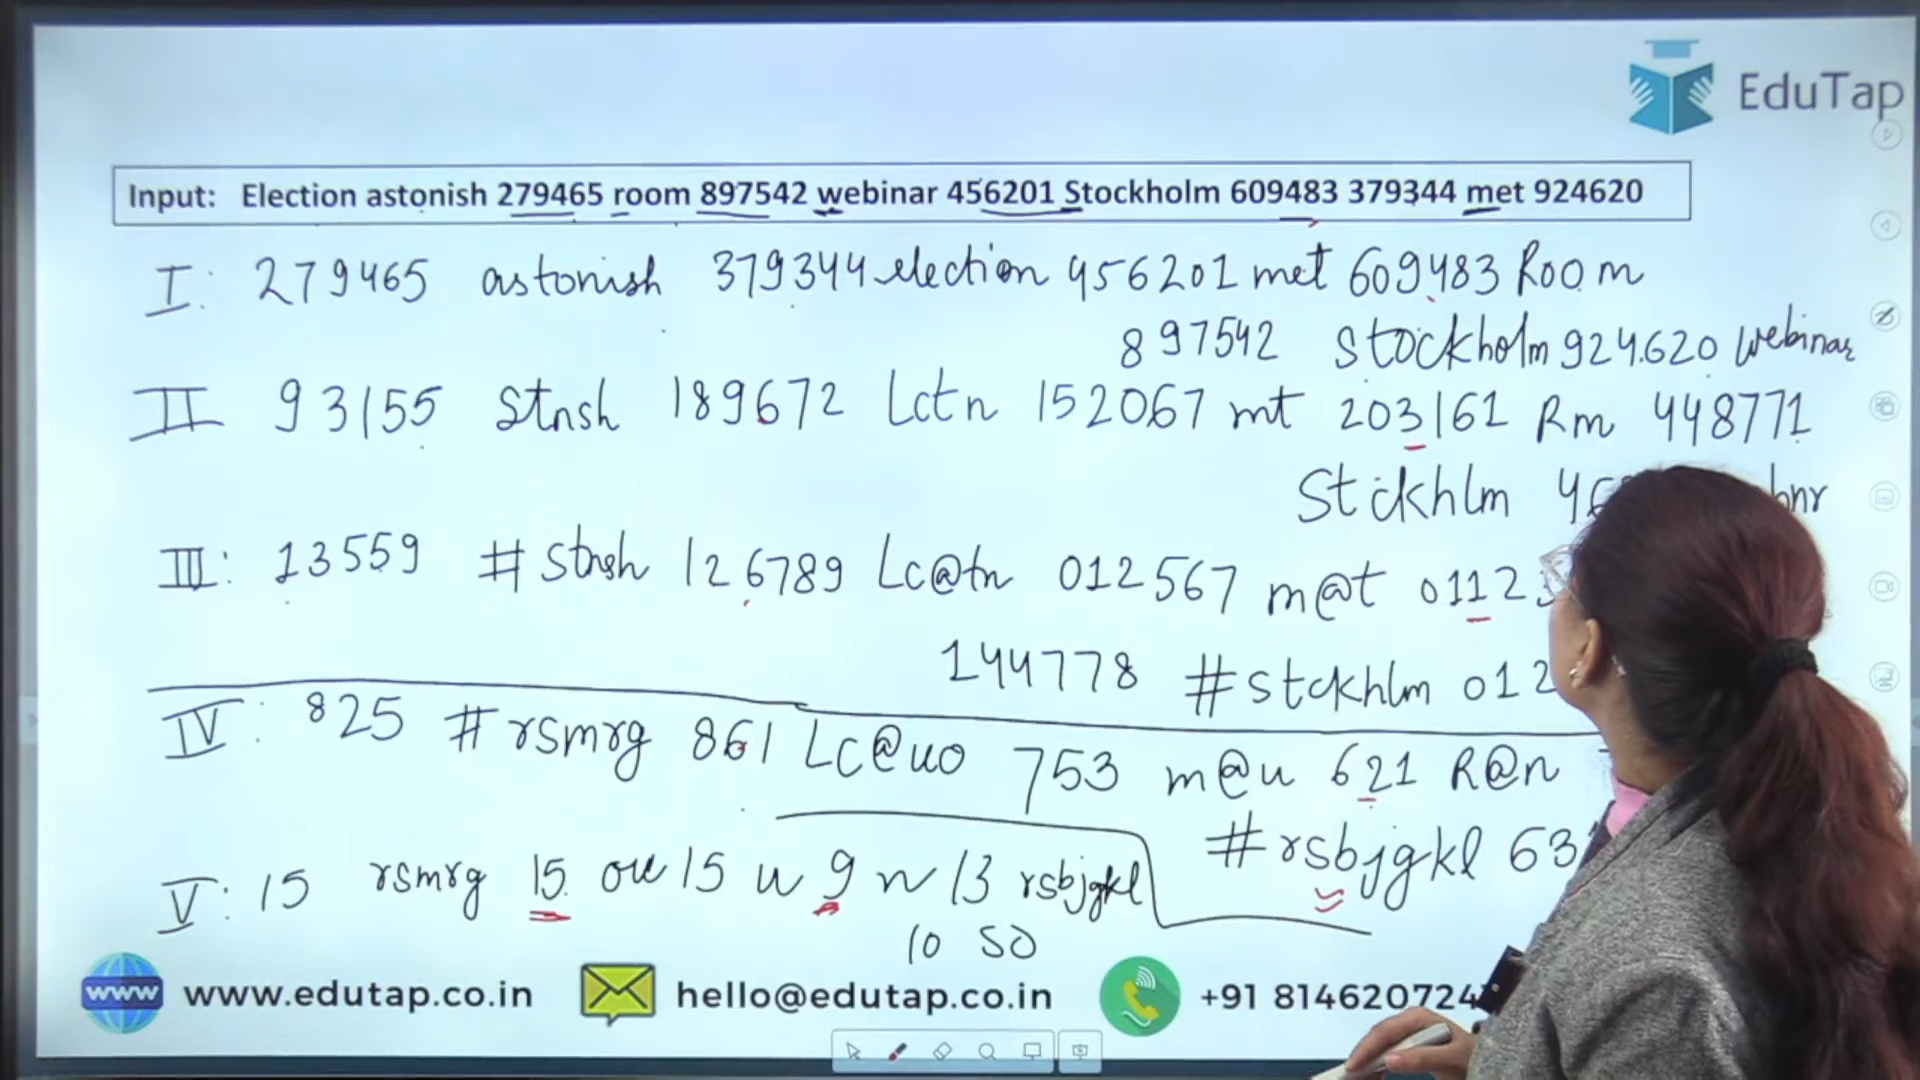 EduTap
Input: Election astonish 279465 room 897542 webinar 456201 Stockholm 609483 379344 met 924620
I: 279465 astonish 379344 election 456201 met 609483 Room
897542 Stockholm 924620 webinar
II 93155 Stnsh 189672 Lctn 152067 mt 203161 Rm 448771
Stckhlm bnr
III: 13559 #Stnsh 126789 Lc@tn 012567 m@t
144778 #stckhlm
IV: 825 #rsmrg 861 Lc@uo 753 m@u 621 R@n
#rsbjgkl
V: 15 rsmrg 15 ou 15 u 9 n 13 rsbjgkl
10 so
www www.edutap.co.in hello@edutap.co.in